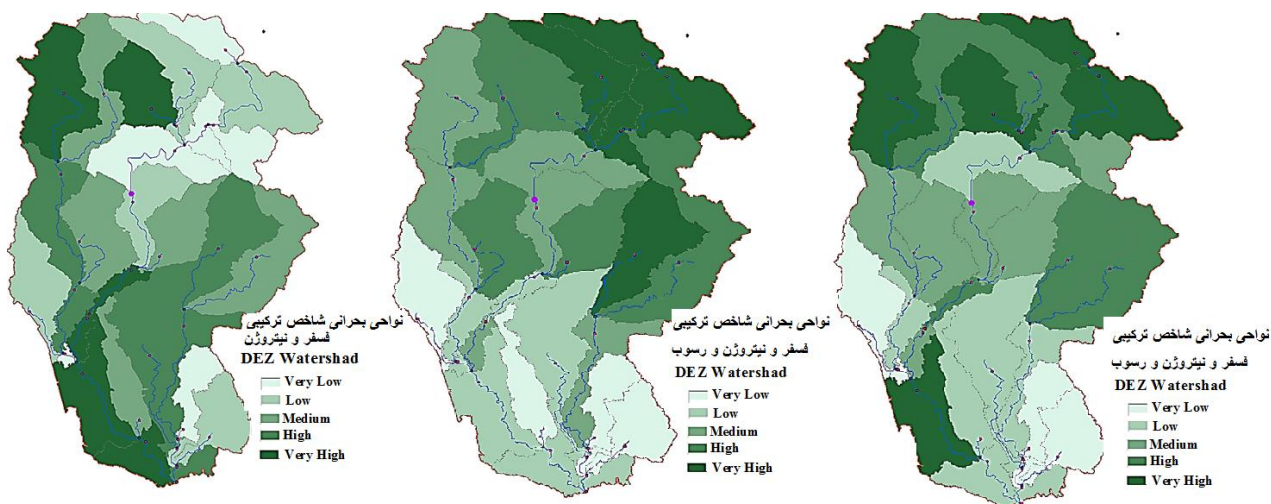 نواحی بحرانی شاخص ترکیبی
فسفر و نیتروژن
DEZ Watershad
Very Low
Low
Medium
High
Very High
نواحی بحرانی شاخص ترکیبی
فسفر و نیتروژن و رسوب
DEZ Watershad
Very Low
Low
Medium
High
Very High
نواحی بحرانی شاخص ترکیبی
فسفر و نیتروژن و رسوب
DEZ Watershad
Very Low
Low
Medium
High
Very High